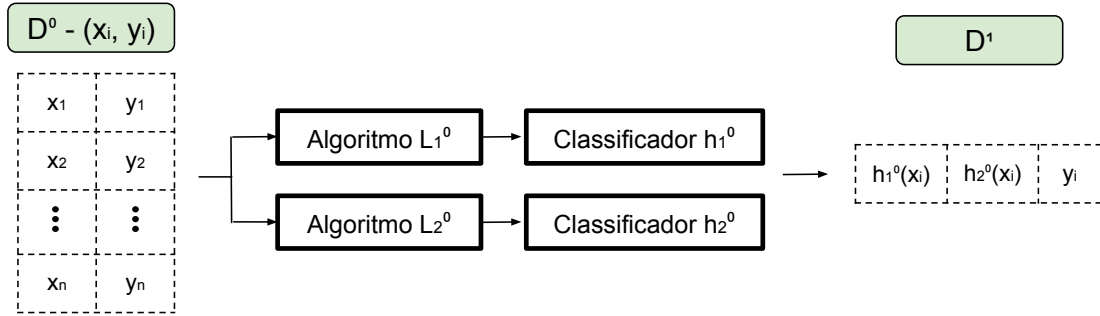 D⁰ - (xᵢ, yᵢ)
D¹
x₁ y₁
x₂ y₂
⋮ ⋮
xₙ yₙ
Algoritmo L₁⁰
Classificador h₁⁰
Algoritmo L₂⁰
Classificador h₂⁰
h₁⁰(xᵢ) h₂⁰(xᵢ) yᵢ